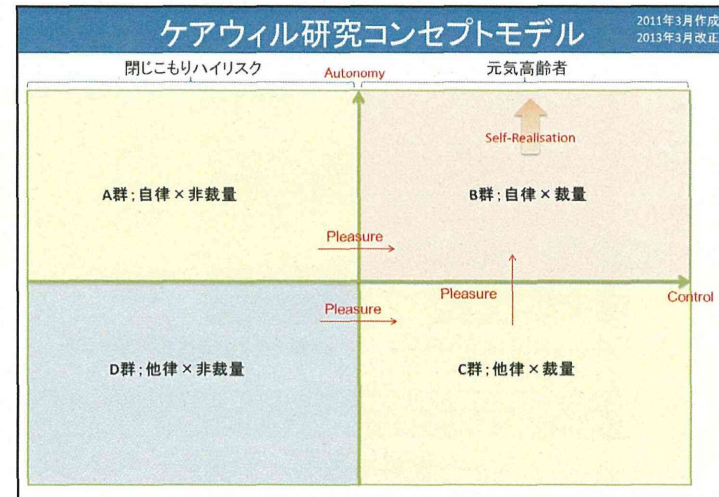 ケアウィル研究コンセプトモデル
2011年3月作成
2013年3月改正
閉じこもりハイリスク
Autonomy
元気高齢者
Self-Realisation
A群;自律×非裁量
B群;自律×裁量
Pleasure
Pleasure
Control
Pleasure
D群;他律×非裁量
C群;他律×裁量